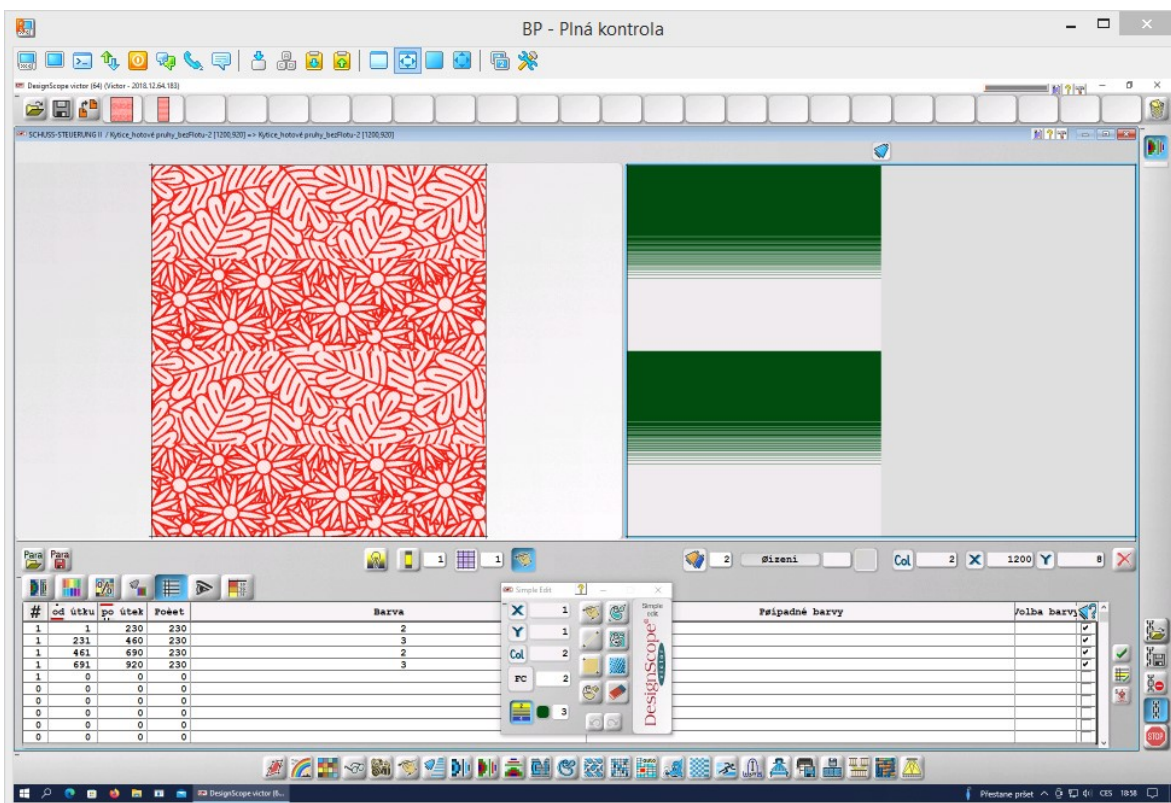 BP - Plná kontrola
DesignScope victor (64) (Victor - 2018.12.64.183)
SCHUSS-STEUERUNG II / Kytice_hotové pruhy_bezFlotu-2 [1200,920] => Kytice_hotové pruhy_bezFlotu-2 [1200,920]
Para Para
1 1 2 Øizení Col 2 X 1200 Y 8
# od útku po útek Poèet Barva Pøípadné barvy Volba barvy
1 1 230 230 2
1 231 460 230 3
1 461 690 230 2
1 691 920 230 3
1 0 0 0
0 0 0 0
0 0 0 0
0 0 0 0
0 0 0 0
0 0 0 0
Simple Edit
X 1
Y 1
Col 2
FC 2
3
Simple edit
DesignScope victor
STOP
auto
DesignScope victor (6...
Přestane pršet
CES 18:58